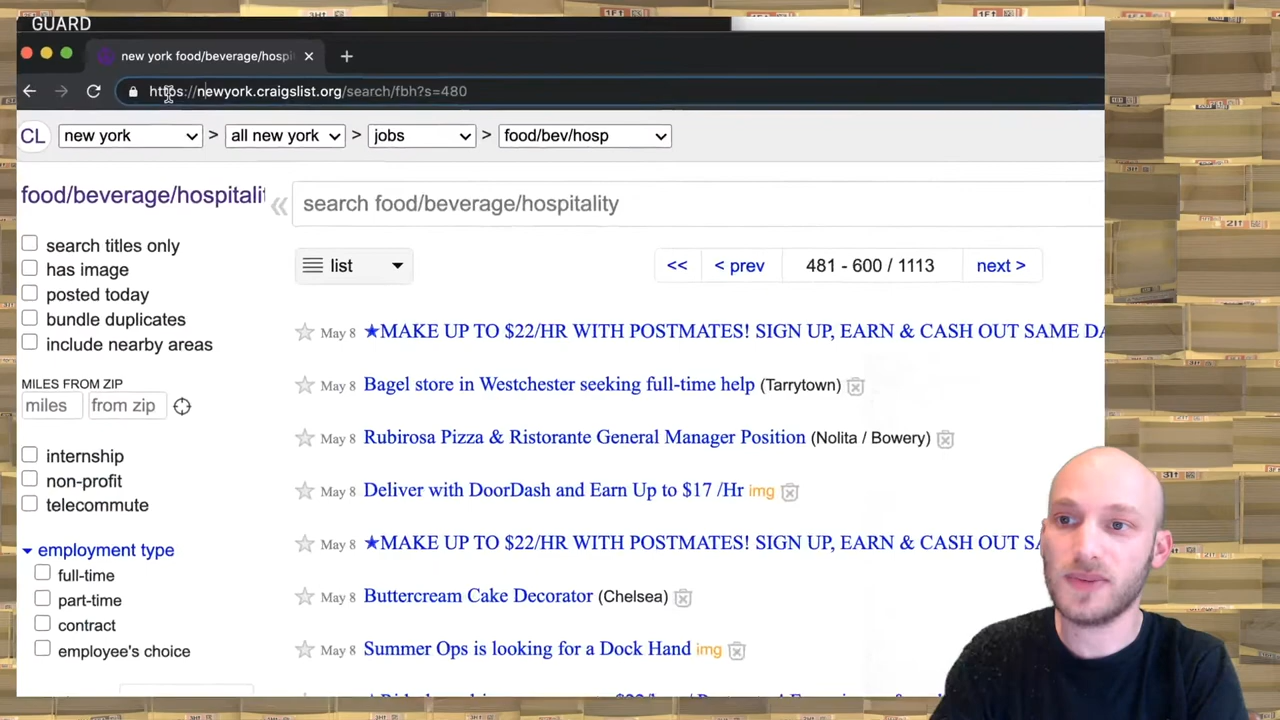 GUARD
new york food/beverage/hospi
https://newyork.craigslist.org/search/fbh?s=480
CL new york > all new york > jobs > food/bev/hosp
food/beverage/hospitalit
search food/beverage/hospitality
search titles only
has image
posted today
bundle duplicates
include nearby areas
MILES FROM ZIP
miles from zip
internship
non-profit
telecommute
employment type
full-time
part-time
contract
employee's choice
list
<< < prev 481 - 600 / 1113 next >
May 8 ★MAKE UP TO $22/HR WITH POSTMATES! SIGN UP, EARN & CASH OUT SAME DA
May 8 Bagel store in Westchester seeking full-time help (Tarrytown)
May 8 Rubirosa Pizza & Ristorante General Manager Position (Nolita / Bowery)
May 8 Deliver with DoorDash and Earn Up to $17 /Hr img
May 8 ★MAKE UP TO $22/HR WITH POSTMATES! SIGN UP, EARN & CASH OUT SA
May 8 Buttercream Cake Decorator (Chelsea)
May 8 Summer Ops is looking for a Dock Hand img